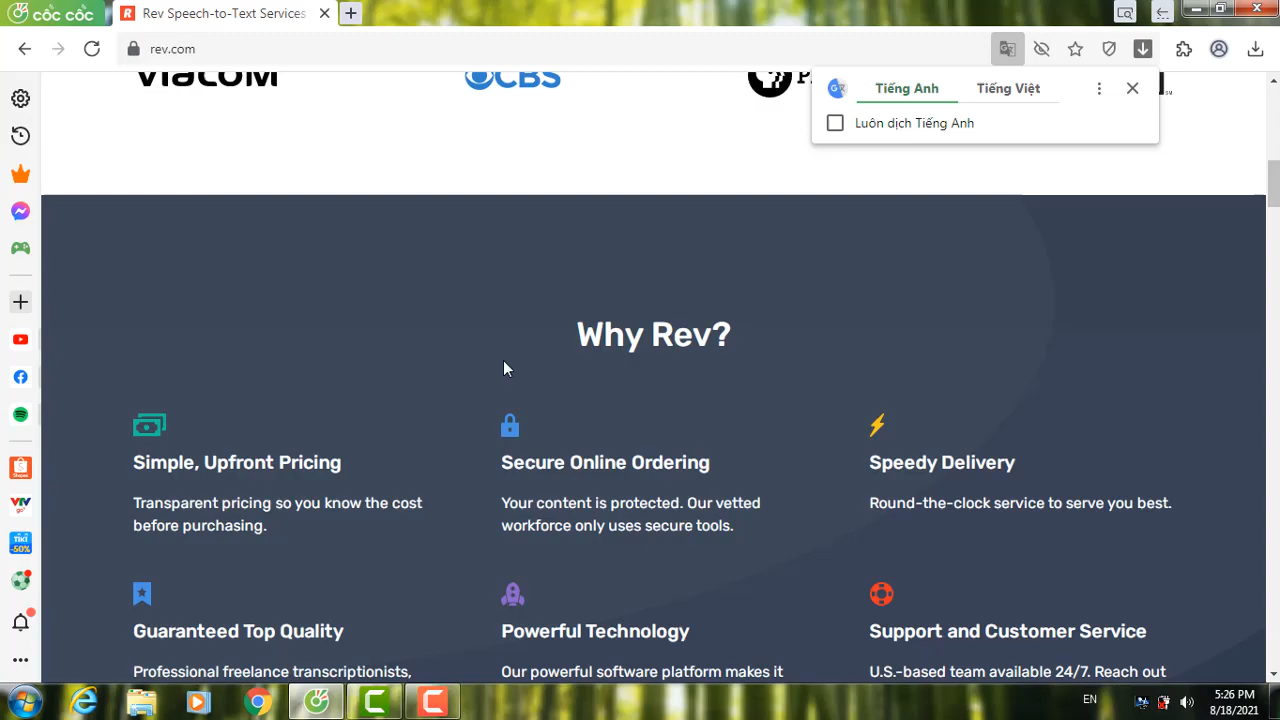 cốc cốc
Rev Speech-to-Text Services
rev.com
VIACOM
CBS
Tiếng Anh
Tiếng Việt
Luôn dịch Tiếng Anh
Why Rev?
Simple, Upfront Pricing
Transparent pricing so you know the cost
before purchasing.
Secure Online Ordering
Your content is protected. Our vetted
workforce only uses secure tools.
Speedy Delivery
Round-the-clock service to serve you best.
Guaranteed Top Quality
Professional freelance transcriptionists,
Powerful Technology
Our powerful software platform makes it
Support and Customer Service
U.S.-based team available 24/7. Reach out
VTV
go
TIKI
-50%
EN
5:26 PM
8/18/2021